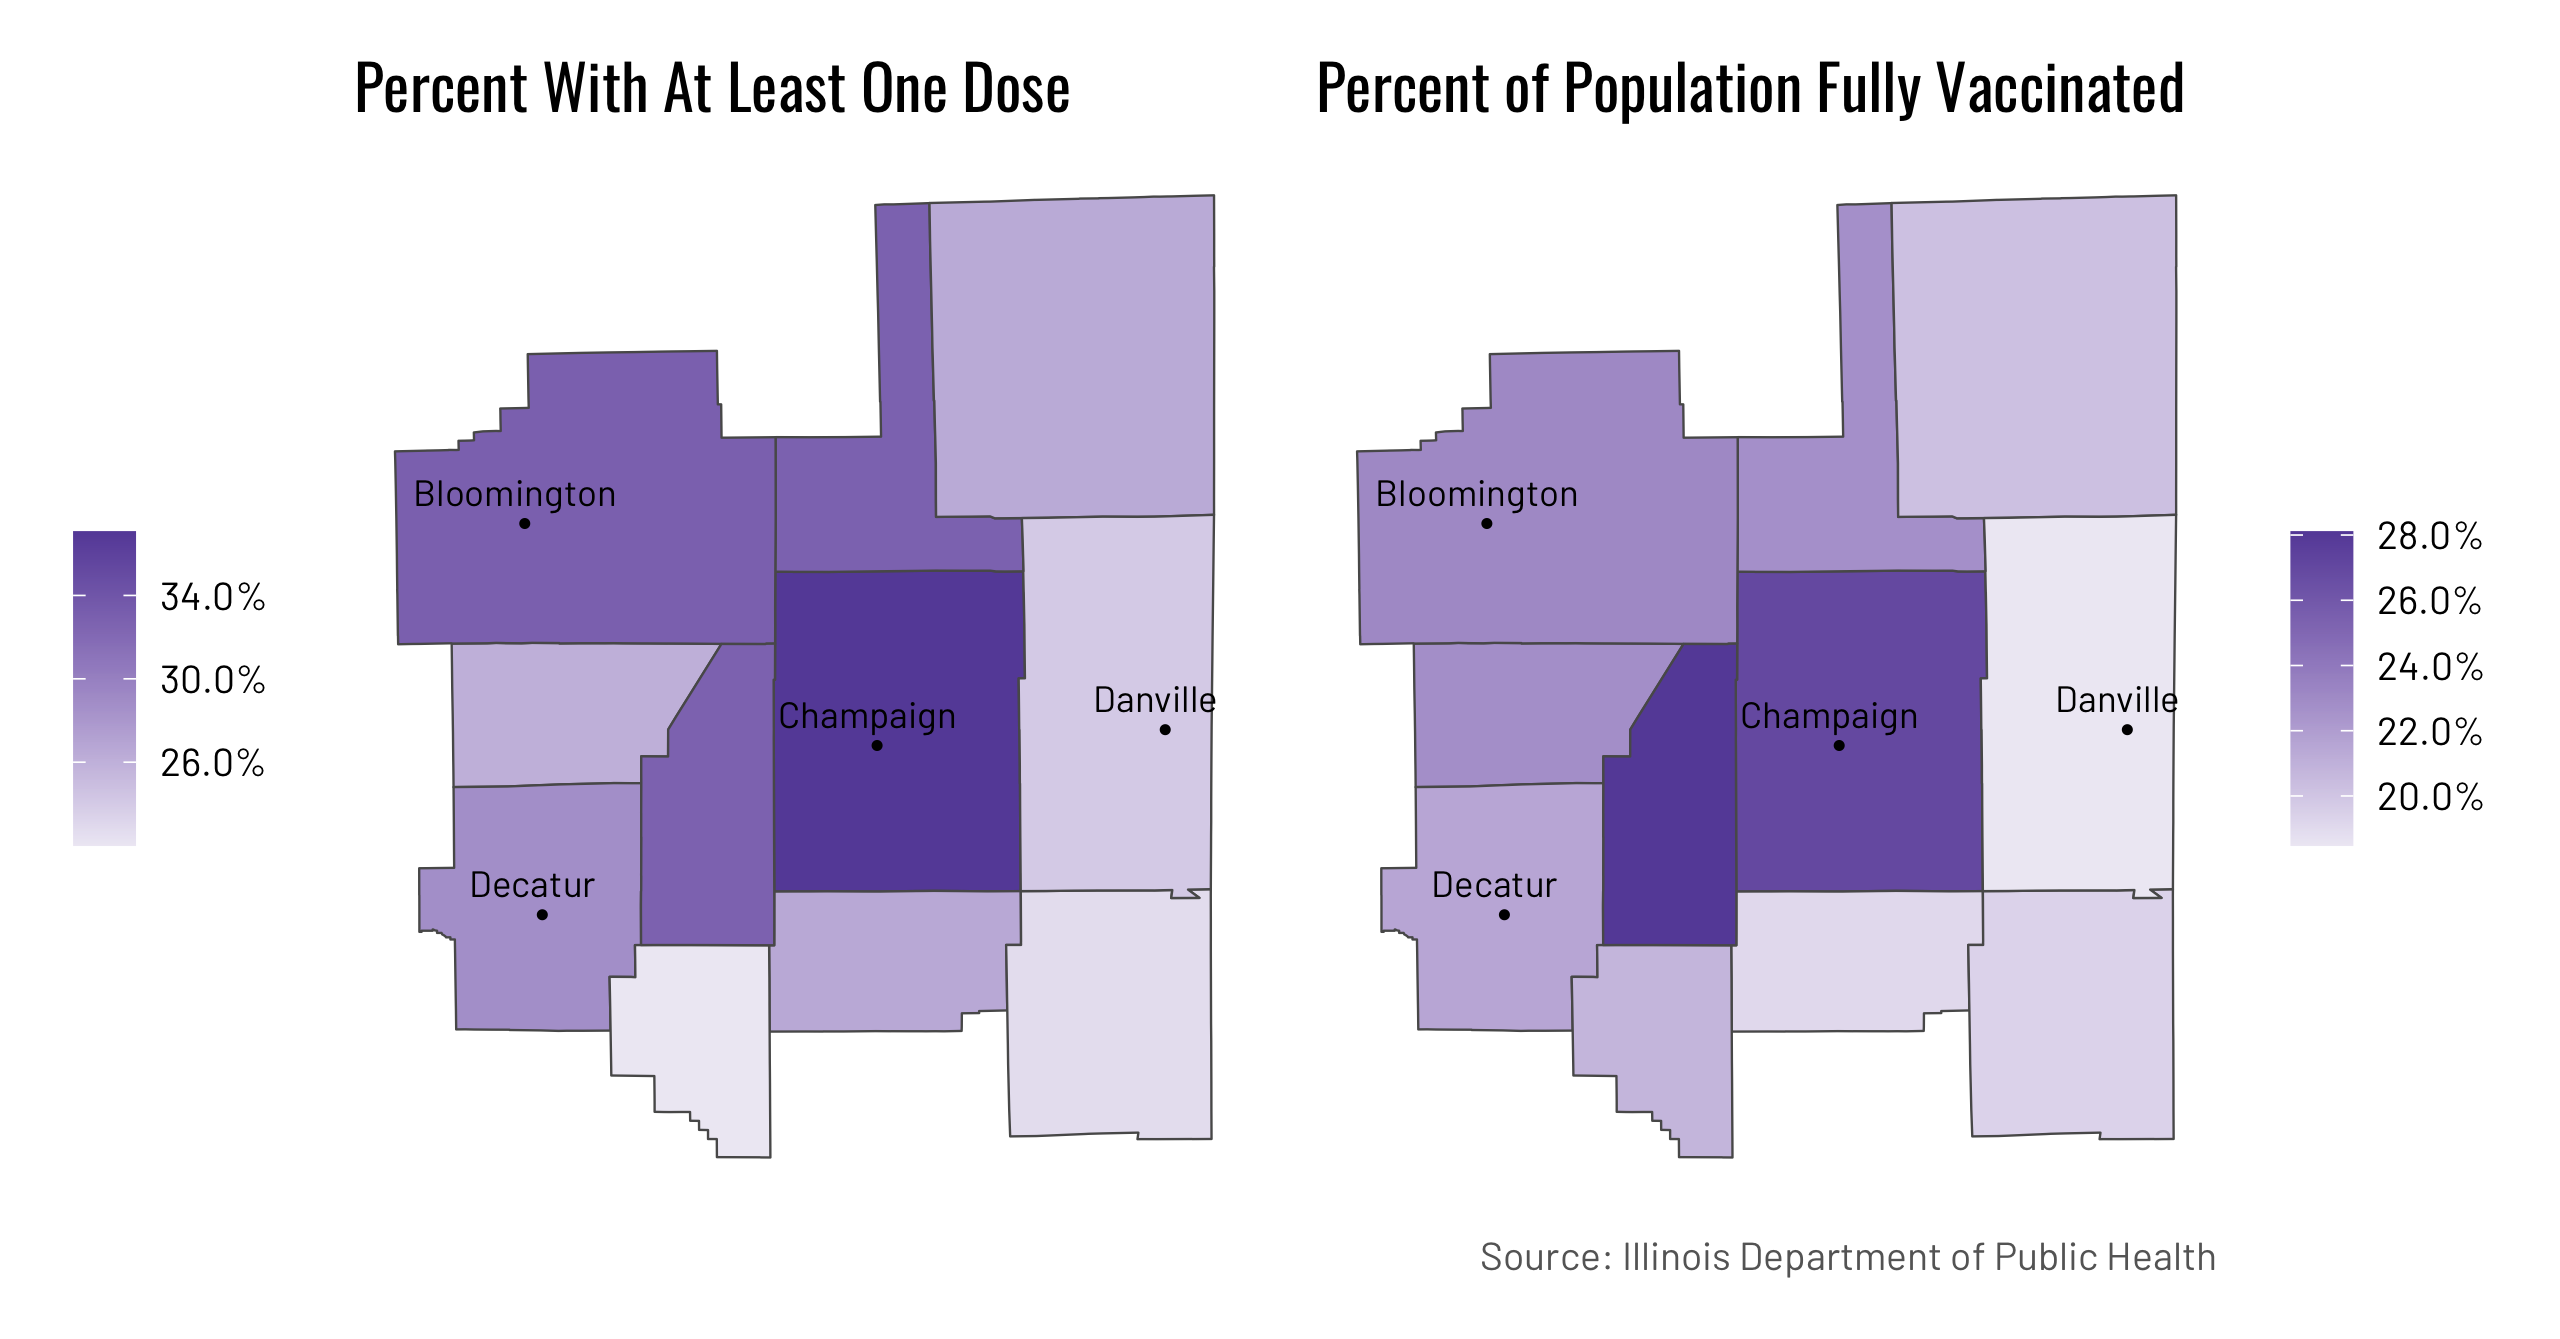 Percent With At Least One Dose
Percent of Population Fully Vaccinated
Bloomington
Champaign
Danville
Decatur
34.0%
30.0%
26.0%
Bloomington
Champaign
Danville
Decatur
28.0%
26.0%
24.0%
22.0%
20.0%
Source: Illinois Department of Public Health